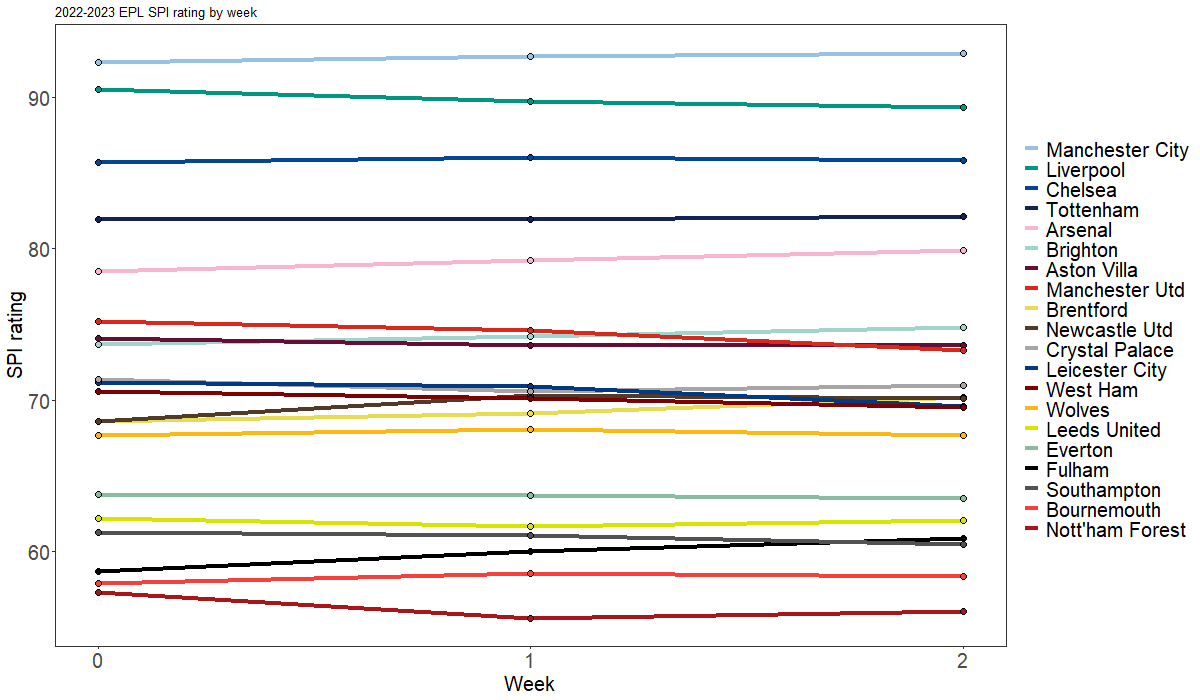 2022-2023 EPL SPI rating by week
SPI rating
90
80
70
60
0
1
2
Week
Manchester City
Liverpool
Chelsea
Tottenham
Arsenal
Brighton
Aston Villa
Manchester Utd
Brentford
Newcastle Utd
Crystal Palace
Leicester City
West Ham
Wolves
Leeds United
Everton
Fulham
Southampton
Bournemouth
Nott'ham Forest